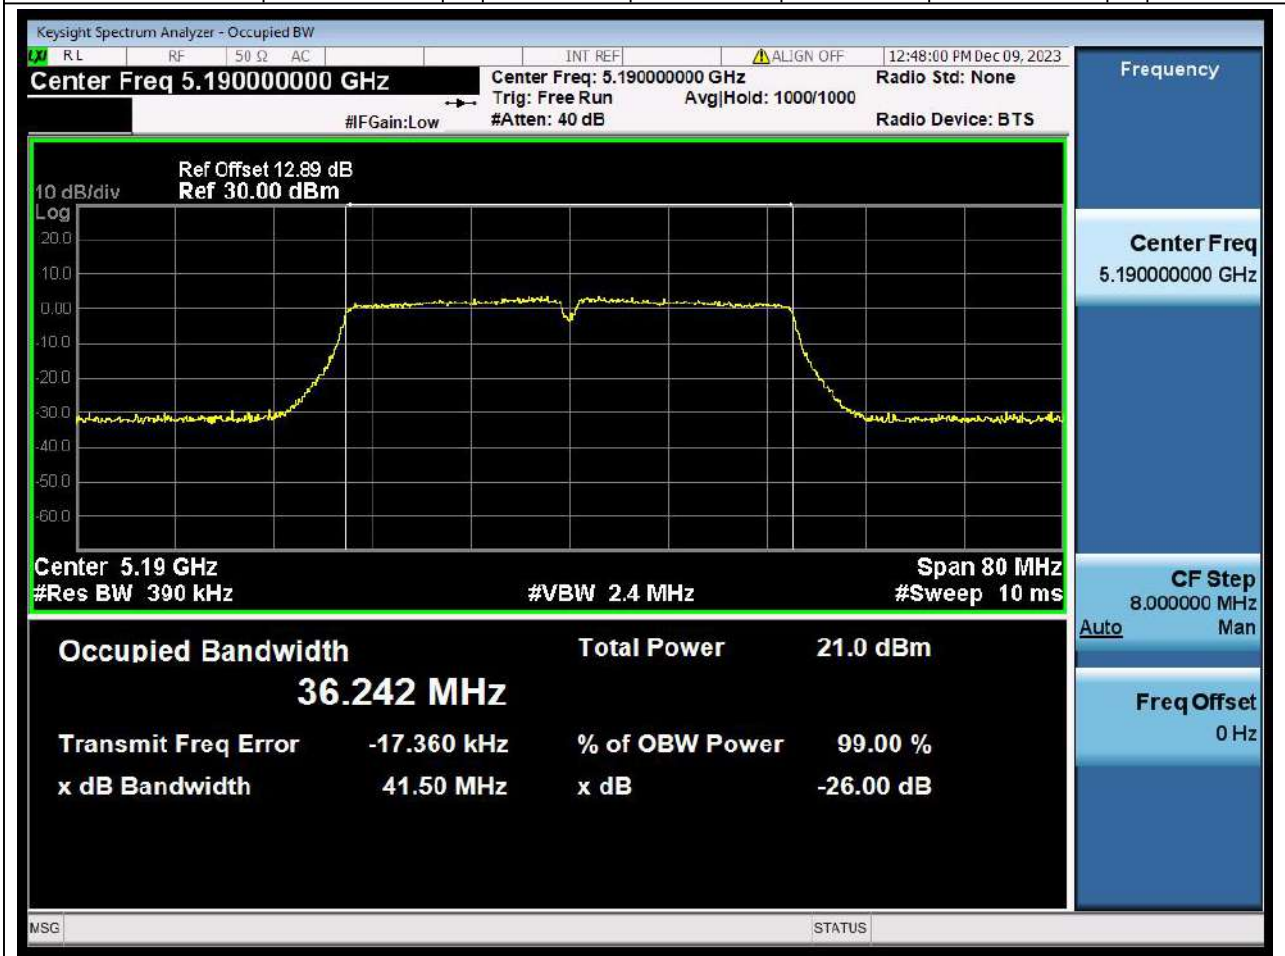 Keysight Spectrum Analyzer - Occupied BW
LXI RL RF 50 Ω AC INT REF ALIGN OFF 12:48:00 PM Dec 09, 2023
Center Freq 5.190000000 GHz
Center Freq: 5.190000000 GHz
Radio Std: None
Trig: Free Run Avg|Hold: 1000/1000
#IFGain:Low
#Atten: 40 dB
Radio Device: BTS
Ref Offset 12.89 dB
10 dB/div Ref 30.00 dBm
Log
20.0
10.0
0.00
-10.0
-20.0
-30.0
-40.0
-50.0
-60.0
Center 5.19 GHz Span 80 MHz
#Res BW 390 kHz #VBW 2.4 MHz #Sweep 10 ms
Occupied Bandwidth Total Power 21.0 dBm
36.242 MHz
Transmit Freq Error -17.360 kHz % of OBW Power 99.00 %
x dB Bandwidth 41.50 MHz x dB -26.00 dB
MSG STATUS
Frequency
Center Freq
5.190000000 GHz
CF Step
8.000000 MHz
Auto Man
Freq Offset
0 Hz